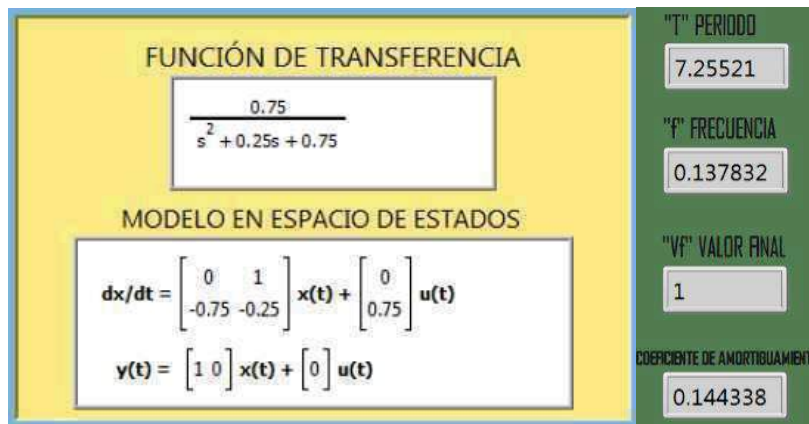 FUNCIÓN DE TRANSFERENCIA
0.75
s² + 0.25s + 0.75
MODELO EN ESPACIO DE ESTADOS
dx/dt = [0 1; -0.75 -0.25] x(t) + [0; 0.75] u(t)
y(t) = [1 0] x(t) + [0] u(t)
"T" PERIODO
7.25521
"f" FRECUENCIA
0.137832
"Vf" VALOR FINAL
1
COEFICIENTE DE AMORTIGUAMIENT
0.144338